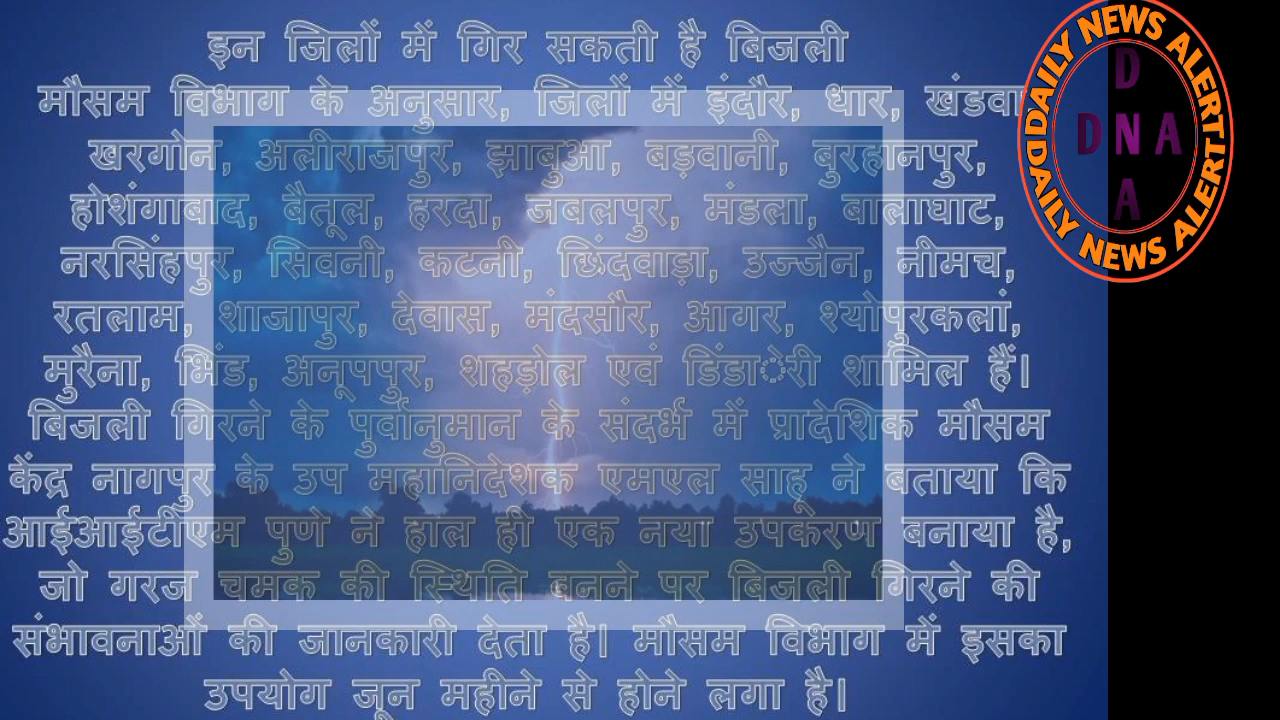 इन जिलों में गिर सकती है बिजली
मौसम विभाग के अनुसार, जिलों में इंदौर, धार, खंडवा
खरगोन, अलीराजपुर, झाबुआ, बड़वानी, बुरहानपुर,
होशंगाबाद, बैतूल, हरदा, जबलपुर, मंडला, बालाघाट,
नरसिंहपुर, सिवनी, कटनी, छिंदवाड़ा, उज्जैन, नीमच,
रतलाम, शाजापुर, देवास, मंदसौर, आगर, श्योपुरकलां,
मुरैना, भिंड, अनूपपुर, शहड़ोल एवं डिंडाेरी शामिल हैं।
बिजली गिरने के पुर्वानुमान के संदर्भ में प्रादेशिक मौसम
केंद्र नागपुर के उप महानिदेशक एमएल साहू ने बताया कि
आईआईटीएम पुणे ने हाल ही एक नया उपकरण बनाया है,
जो गरज चमक की स्थिति बनने पर बिजली गिरने की
संभावनाओं की जानकारी देता है। मौसम विभाग में इसका
उपयोग जून महीने से होने लगा है।
DAILY NEWS ALERT
D
DNA
A
DAILY NEWS ALERT